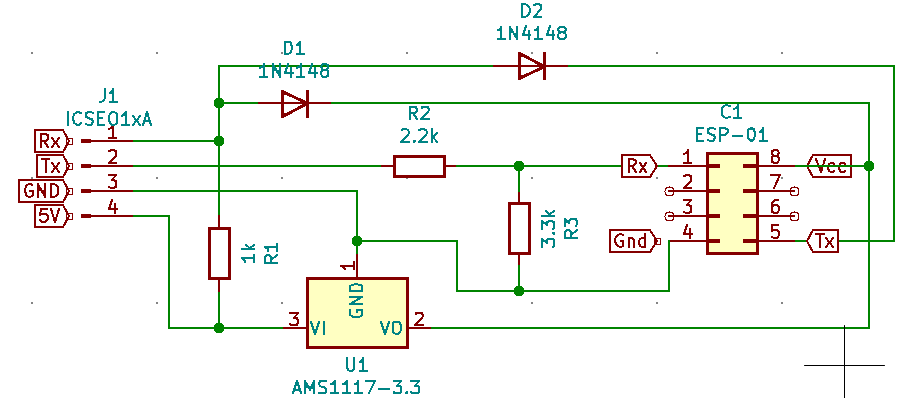 D2
1N4148
D1
1N4148
J1
ICSE01xA
R2
2.2k
C1
ESP-01
Rx 1
Tx 2
GND 3
5V 4
Rx 1 8 Vcc
2 7
3 6
Gnd 4 5 Tx
1k
R1
3.3k
R3
1
GND
3 VI VO 2
U1
AMS1117-3.3